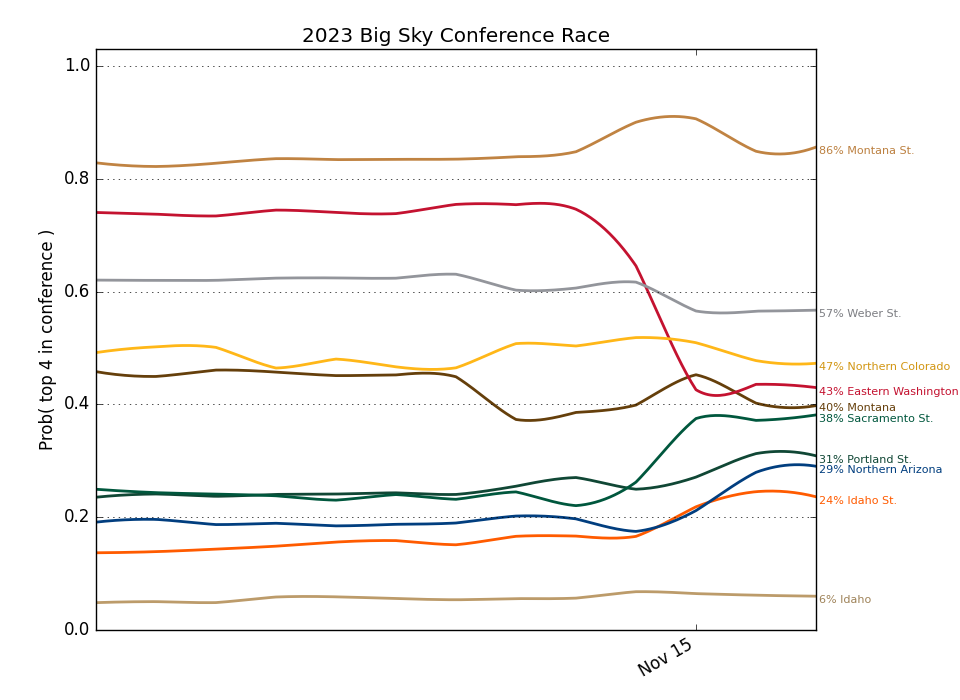 2023 Big Sky Conference Race
Prob( top 4 in conference )
1.0
0.8
0.6
0.4
0.2
0.0
Nov 15
86% Montana St.
57% Weber St.
47% Northern Colorado
43% Eastern Washington
40% Montana
38% Sacramento St.
31% Portland St.
29% Northern Arizona
24% Idaho St.
6% Idaho